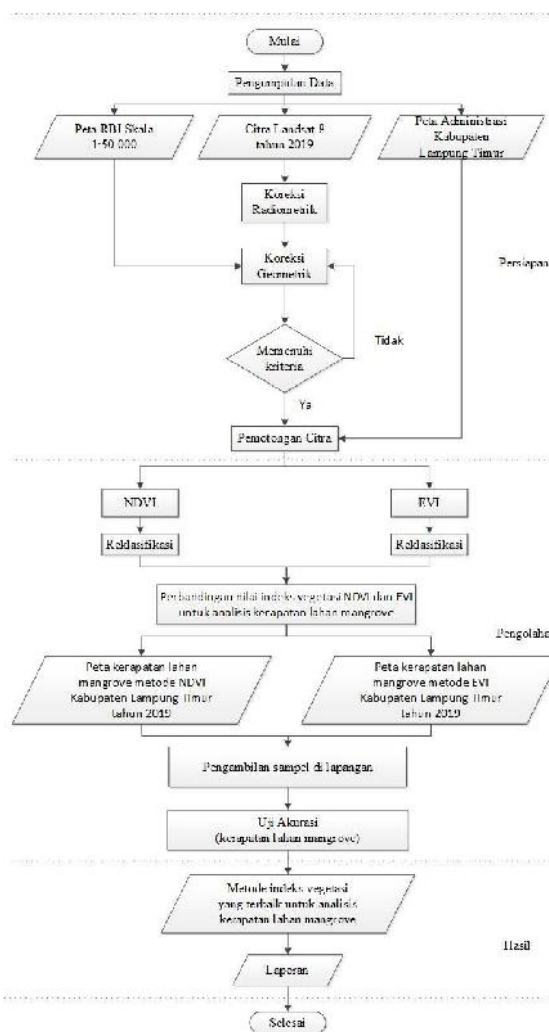 Mulai
Pengumpulan Data
Peta RBI Skala
1:50.000
Citra Landsat 8
tahun 2019
Peta Administrasi
Kabupaten
Lampung Timur
Koreksi
Radiometrik
Koreksi
Geometrik
Persiapan
Memenuhi
kriteria
Tidak
Ya
Pemotongan Citra
NDVI
EVI
Reklasifikasi
Reklasifikasi
Perbandingan nilai indeks vegetasi NDVI dan EVI
untuk analisis kerapatan lahan mangrove
Pengolaha
Peta kerapatan lahan
mangrove metode NDVI
Kabupaten Lampung Timur
tahun 2019
Peta kerapatan lahan
mangrove metode EVI
Kabupaten Lampung Timur
tahun 2019
Pengambilan sampel di lapangan
Uji Akurasi
(kerapatan lahan mangrove)
Metode indeks vegetasi
yang terbaik untuk analisis
kerapatan lahan mangrove
Hasil
Laporan
Selesai